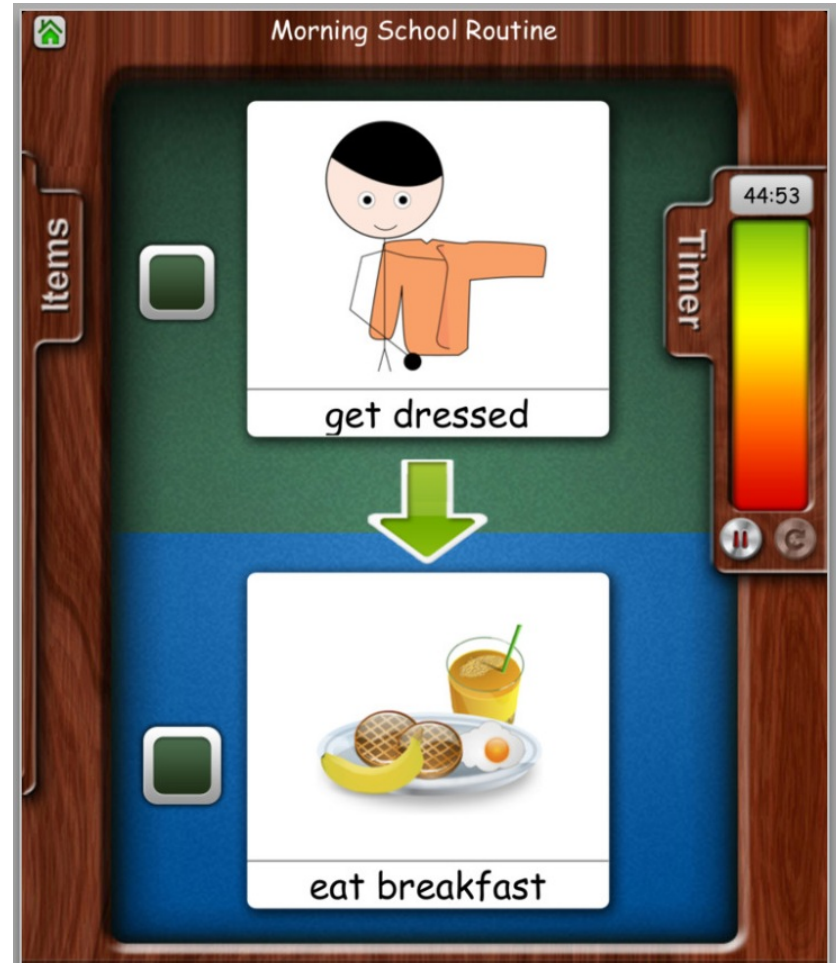 Morning School Routine
Items
get dressed
44:53
Timer
eat breakfast